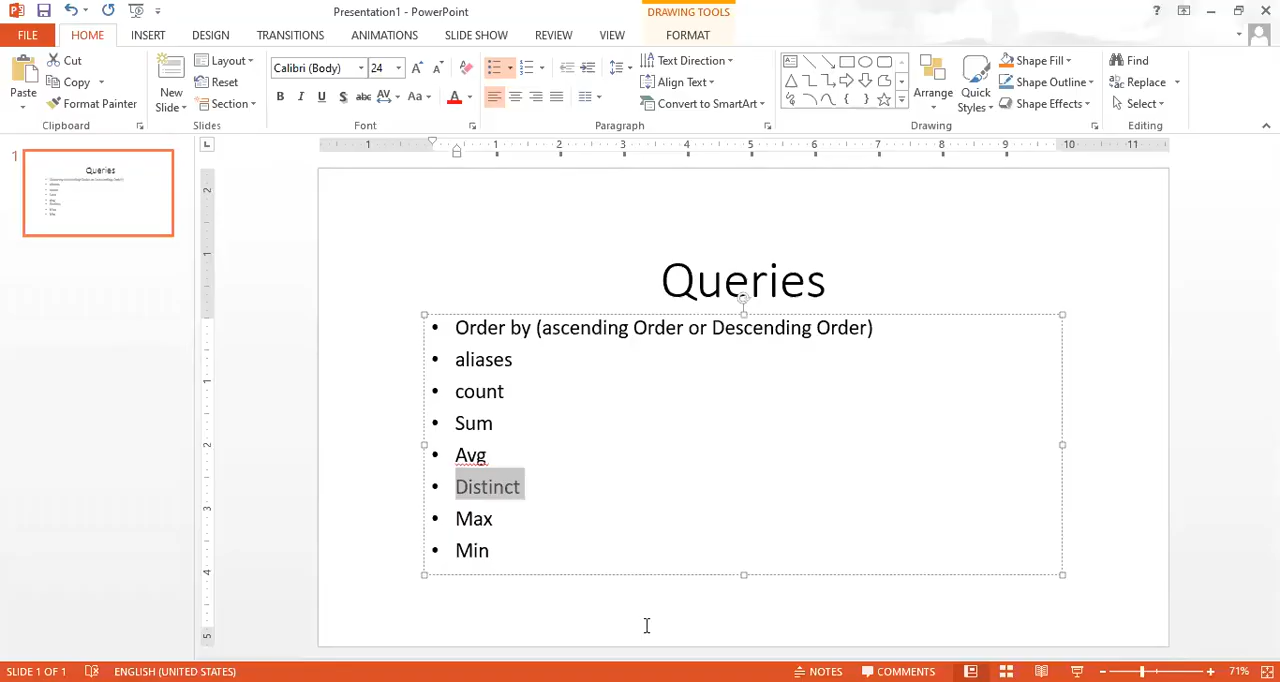 Presentation1 - PowerPoint
DRAWING TOOLS
FILE HOME INSERT DESIGN TRANSITIONS ANIMATIONS SLIDE SHOW REVIEW VIEW FORMAT
Paste
Cut
Copy
Format Painter
Clipboard
New Slide
Layout
Reset
Section
Slides
Calibri (Body) 24
B I U S abc AV Aa A
Font
Text Direction
Align Text
Convert to SmartArt
Paragraph
Arrange
Quick Styles
Shape Fill
Shape Outline
Shape Effects
Drawing
Find
Replace
Select
Editing
1
Queries
• Order by (ascending Order or Descending Order)
• aliases
• count
• Sum
• Avg
• Distinct
• Max
• Min
SLIDE 1 OF 1 ENGLISH (UNITED STATES) NOTES COMMENTS 71%